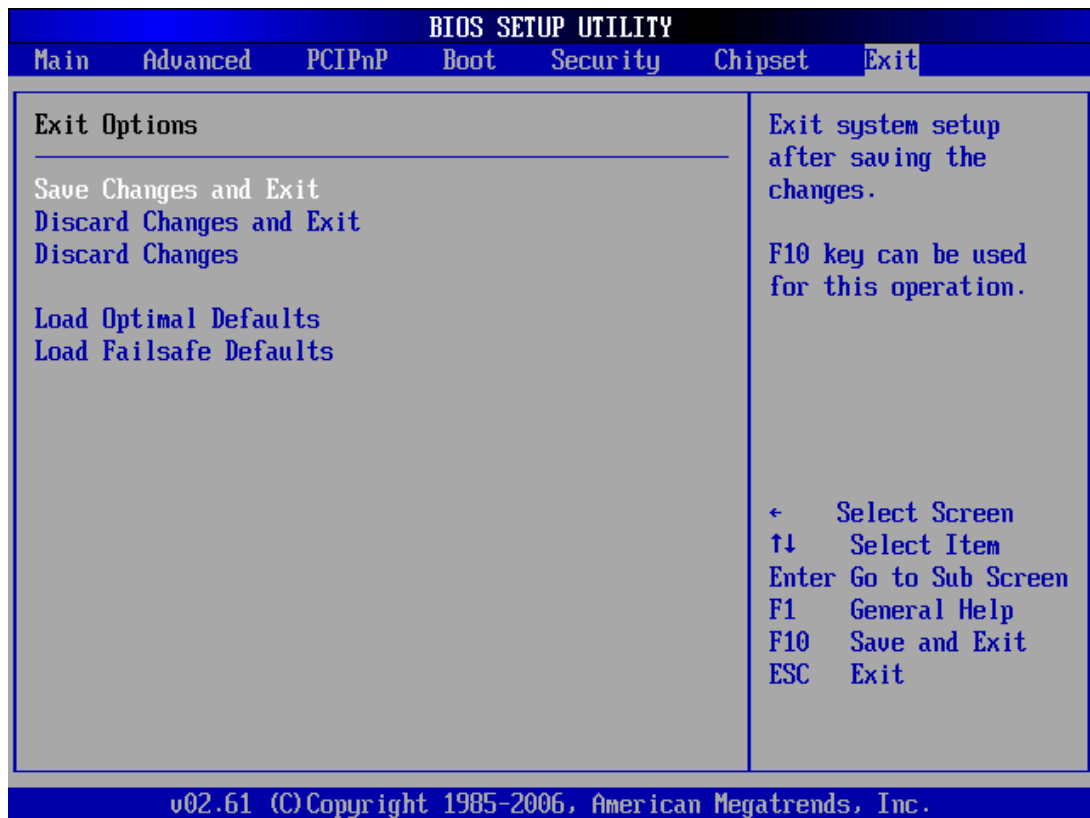 BIOS SETUP UTILITY
Main Advanced PCIPnP Boot Security Chipset Exit
Exit Options
Save Changes and Exit
Discard Changes and Exit
Discard Changes
Load Optimal Defaults
Load Failsafe Defaults
Exit system setup
after saving the
changes.
F10 key can be used
for this operation.
← Select Screen
↑↓ Select Item
Enter Go to Sub Screen
F1 General Help
F10 Save and Exit
ESC Exit
v02.61 (C)Copyright 1985-2006, American Megatrends, Inc.